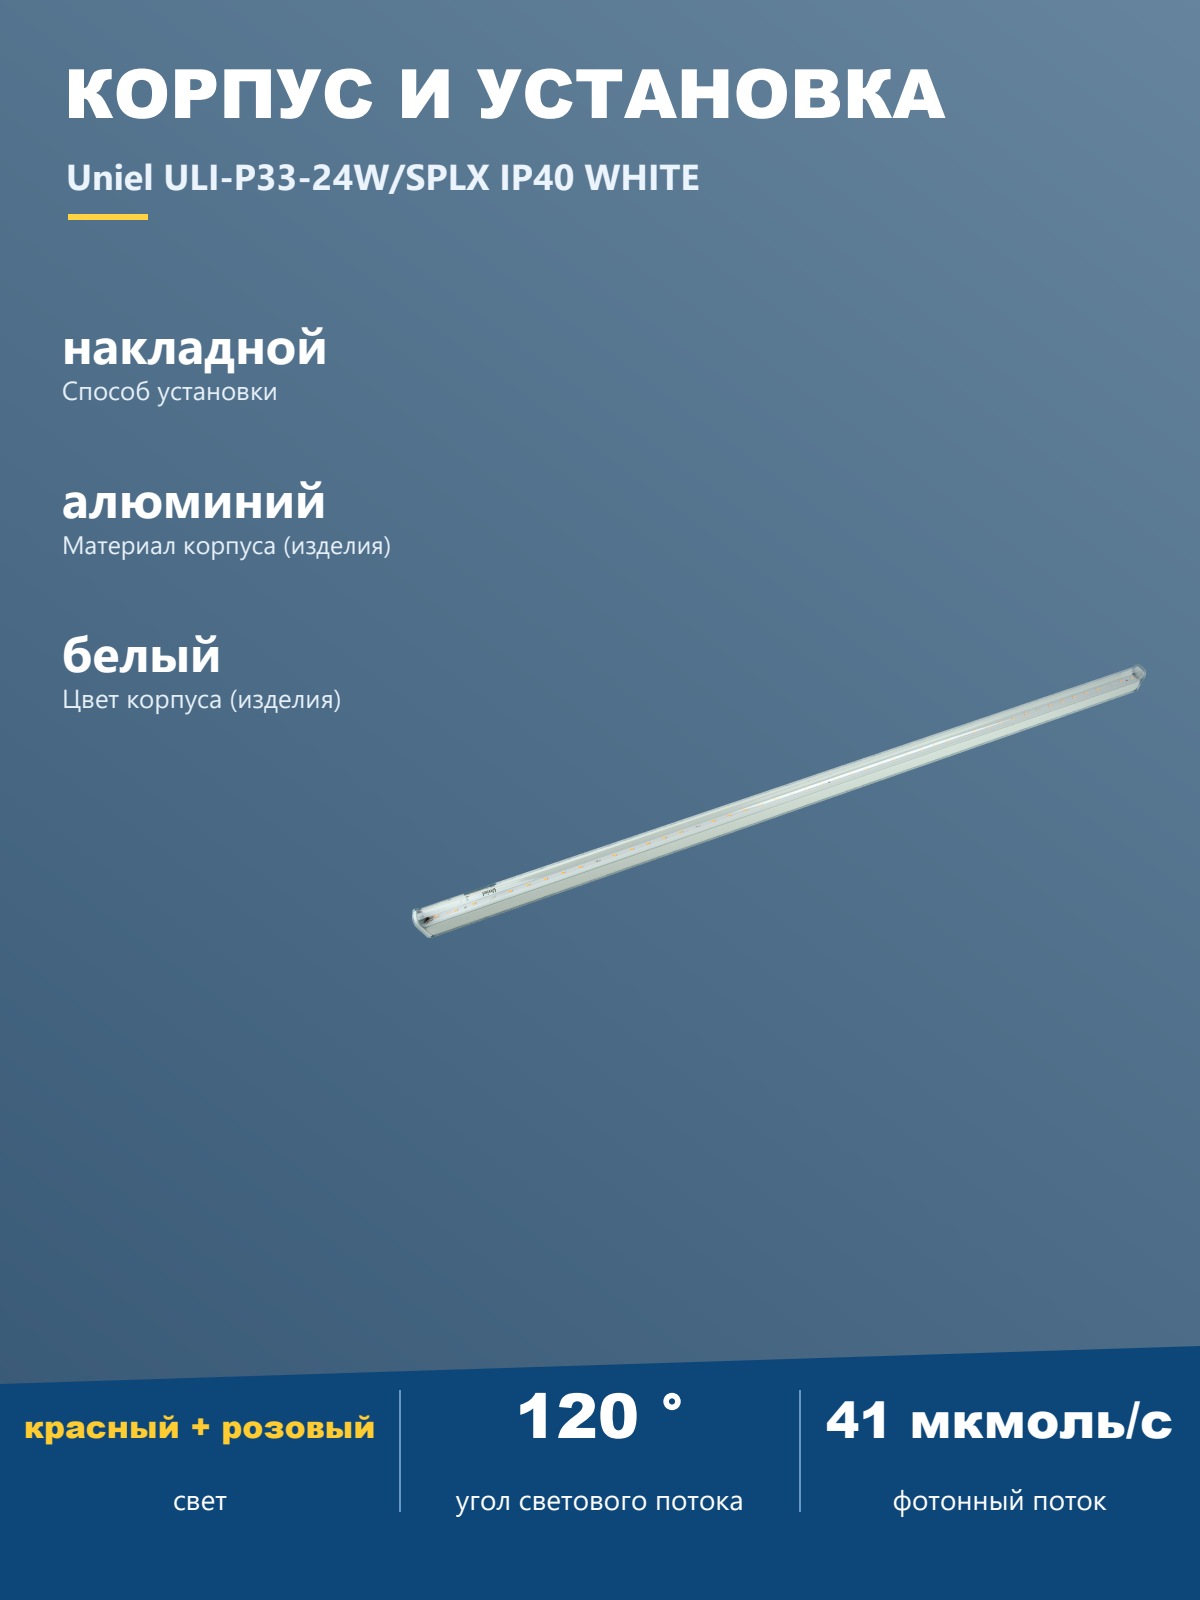 КОРПУС И УСТАНОВКА
Uniel ULI-P33-24W/SPLX IP40 WHITE
накладной
Способ установки
алюминий
Материал корпуса (изделия)
белый
Цвет корпуса (изделия)
Uniel
красный + розовый
свет
120 °
угол светового потока
41 мкмоль/с
фотонный поток